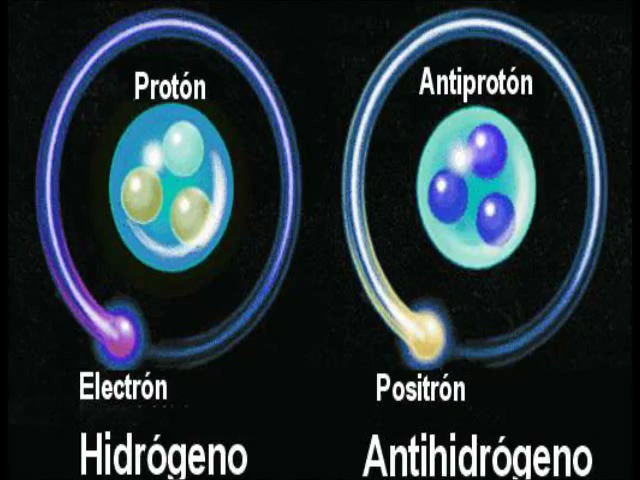 Protón
Antiprotón
Electrón
Positrón
Hidrógeno
Antihidrógeno